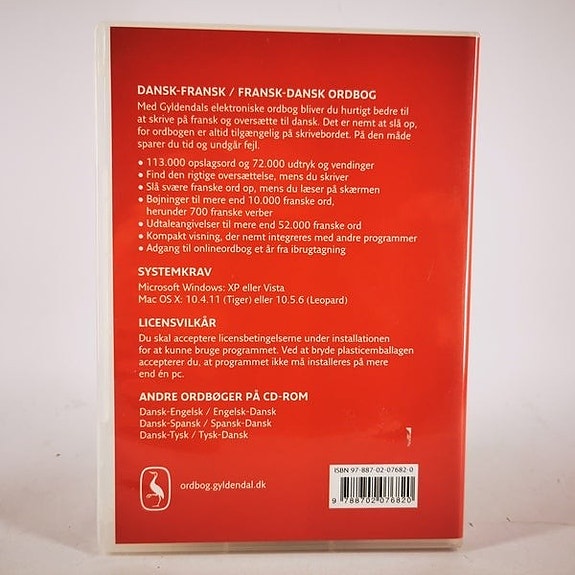 DANSK-FRANSK / FRANSK-DANSK ORDBOG
Med Gyldendals elektroniske ordbog bliver du hurtigt bedre til
at skrive på fransk og oversætte til dansk. Det er nemt at slå op,
for ordbogen er altid tilgængelig på skrivebordet. På den måde
sparer du tid og undgår fejl.
• 113.000 opslagsord og 72.000 udtryk og vendinger
• Find den rigtige oversættelse, mens du skriver
• Slå svære franske ord op, mens du læser på skærmen
• Bøjninger til mere end 10.000 franske ord,
herunder 700 franske verber
• Udtaleangivelser til mere end 52.000 franske ord
• Kompakt visning, der nemt integreres med andre programmer
• Adgang til onlineordbog et år fra ibrugtagning
SYSTEMKRAV
Microsoft Windows: XP eller Vista
Mac OS X: 10.4.11 (Tiger) eller 10.5.6 (Leopard)
LICENSVILKÅR
Du skal acceptere licensbetingelserne under installationen
for at kunne bruge programmet. Ved at bryde plasticemballagen
accepterer du, at programmet ikke må installeres på mere
end én pc.
ANDRE ORDBØGER PÅ CD-ROM
Dansk-Engelsk / Engelsk-Dansk
Dansk-Spansk / Spansk-Dansk
Dansk-Tysk / Tysk-Dansk
ordbog.gyldendal.dk
ISBN 97-887-02-07682-0
9 788702 076820